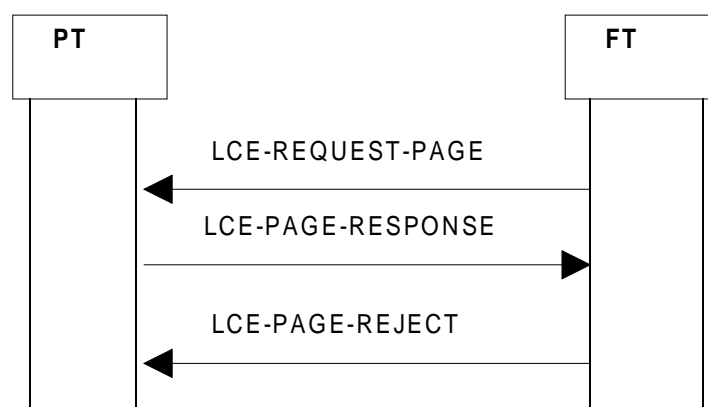 PT
FT
LCE-REQUEST-PAGE
LCE-PAGE-RESPONSE
LCE-PAGE-REJECT